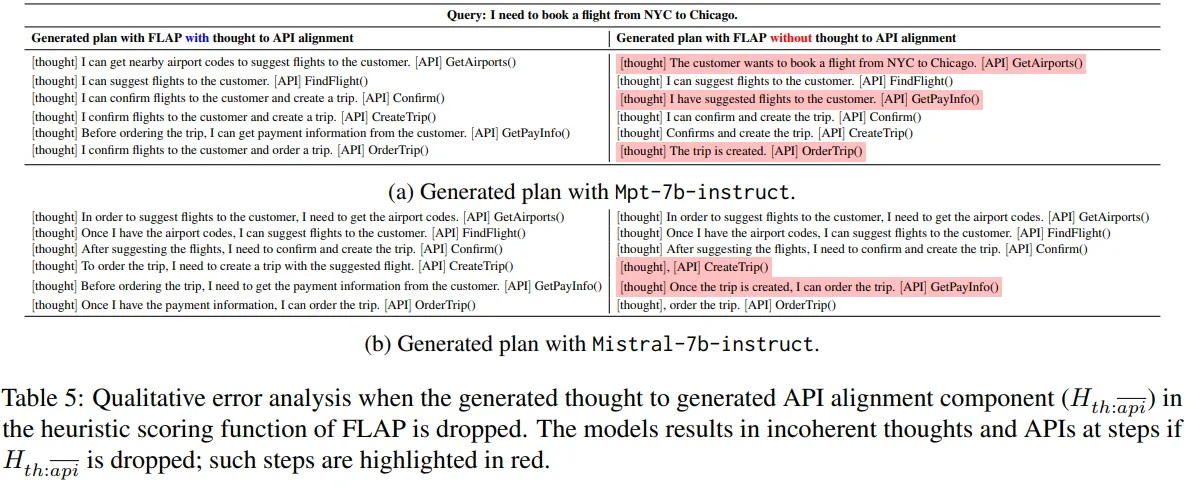 Query: I need to book a flight from NYC to Chicago.
Generated plan with FLAP with thought to API alignment
Generated plan with FLAP without thought to API alignment
[thought] I can get nearby airport codes to suggest flights to the customer. [API] GetAirports()
[thought] I can suggest flights to the customer. [API] FindFlight()
[thought] I can confirm flights to the customer and create a trip. [API] Confirm()
[thought] I confirm flights to the customer and create a trip. [API] CreateTrip()
[thought] Before ordering the trip, I can get payment information from the customer. [API] GetPayInfo()
[thought] I confirm flights to the customer and order a trip. [API] OrderTrip()
[thought] The customer wants to book a flight from NYC to Chicago. [API] GetAirports()
[thought] I can suggest flights to the customer. [API] FindFlight()
[thought] I have suggested flights to the customer. [API] GetPayInfo()
[thought] I can confirm and create the trip. [API] Confirm()
[thought] Confirms and create the trip. [API] CreateTrip()
[thought] The trip is created. [API] OrderTrip()
(a) Generated plan with Mpt-7b-instruct.
[thought] In order to suggest flights to the customer, I need to get the airport codes. [API] GetAirports()
[thought] Once I have the airport codes, I can suggest flights to the customer. [API] FindFlight()
[thought] After suggesting the flights, I need to confirm and create the trip. [API] Confirm()
[thought] To order the trip, I need to create a trip with the suggested flight. [API] CreateTrip()
[thought] Before ordering the trip, I need to get the payment information from the customer. [API] GetPayInfo()
[thought] Once I have the payment information, I can order the trip. [API] OrderTrip()
[thought] In order to suggest flights to the customer, I need to get the airport codes. [API] GetAirports()
[thought] Once I have the airport codes, I can suggest flights to the customer. [API] FindFlight()
[thought] After suggesting the flights, I need to confirm and create the trip. [API] Confirm()
[thought], [API] CreateTrip()
[thought] Once the trip is created, I can order the trip. [API] GetPayInfo()
[thought], order the trip. [API] OrderTrip()
(b) Generated plan with Mistral-7b-instruct.
Table 5: Qualitative error analysis when the generated thought to generated API alignment component (H_{th:\overline{api}}) in
the heuristic scoring function of FLAP is dropped. The models results in incoherent thoughts and APIs at steps if
H_{th:\overline{api}} is dropped; such steps are highlighted in red.